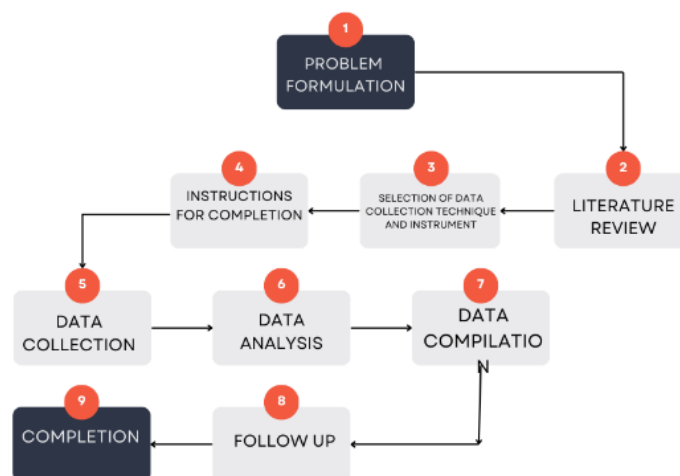 1
PROBLEM
FORMULATION
2
LITERATURE
REVIEW
3
SELECTION OF DATA
COLLECTION TECHNIQUE
AND INSTRUMENT
4
INSTRUCTIONS
FOR COMPLETION
5
DATA
COLLECTION
6
DATA
ANALYSIS
7
DATA
COMPILATIO
N
8
FOLLOW UP
9
COMPLETION